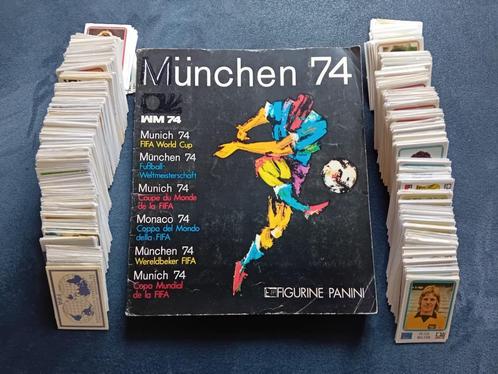 München 74
WM 74
Munich 74
FIFA World Cup
München 74
Fußball-
Weltmeisterschaft
Munich 74
Coupe du Monde
de la FIFA
Monaco 74
Coppa del Mondo
della FIFA
München 74
Wereldbeker FIFA
Munich 74
Copa Mundial
de la FIFA
FIGURINE PANINI